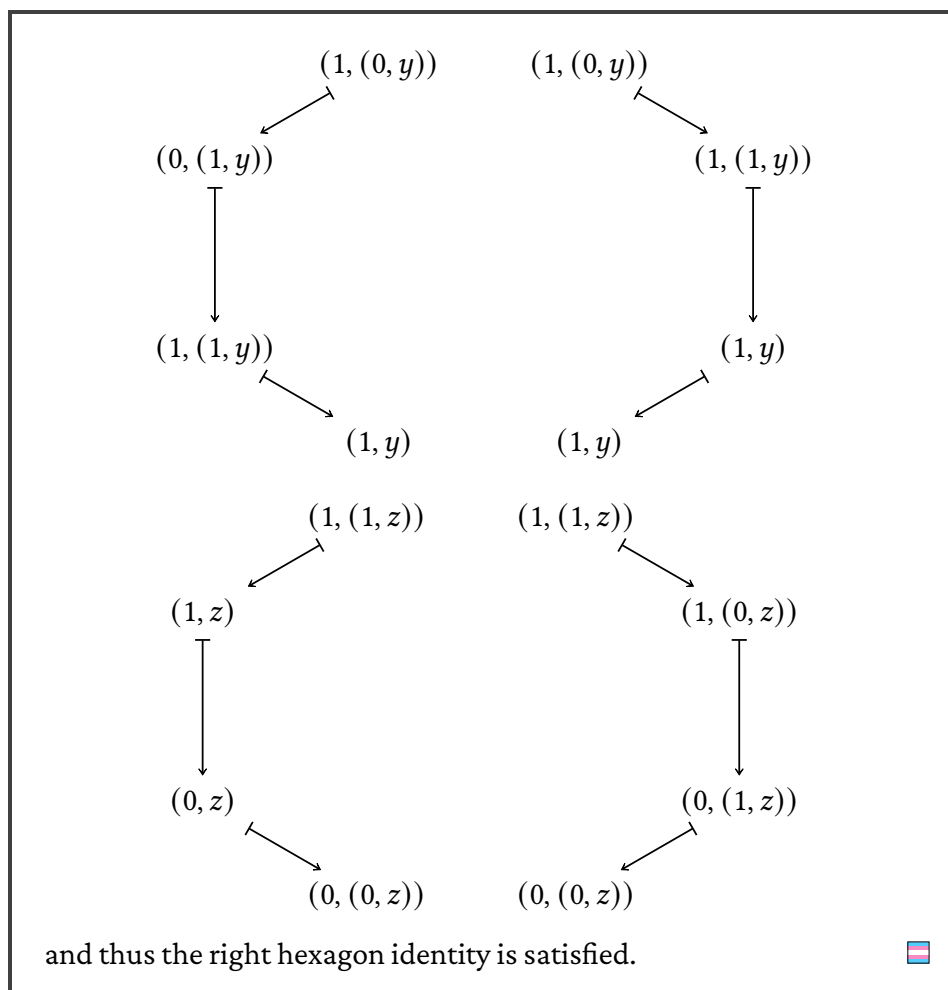 (1, (0, y)) (1, (0, y))
(0, (1, y)) (1, (1, y))
(1, (1, y)) (1, y)
(1, y) (1, y)
(1, (1, z)) (1, (1, z))
(1, z) (1, (0, z))
(0, z) (0, (1, z))
(0, (0, z)) (0, (0, z))
and thus the right hexagon identity is satisfied.